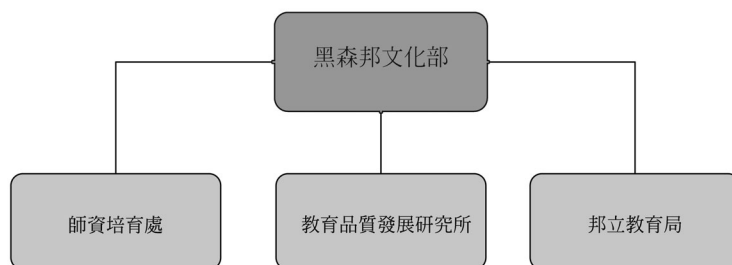 黑森邦文化部
師資培育處
教育品質發展研究所
邦立教育局